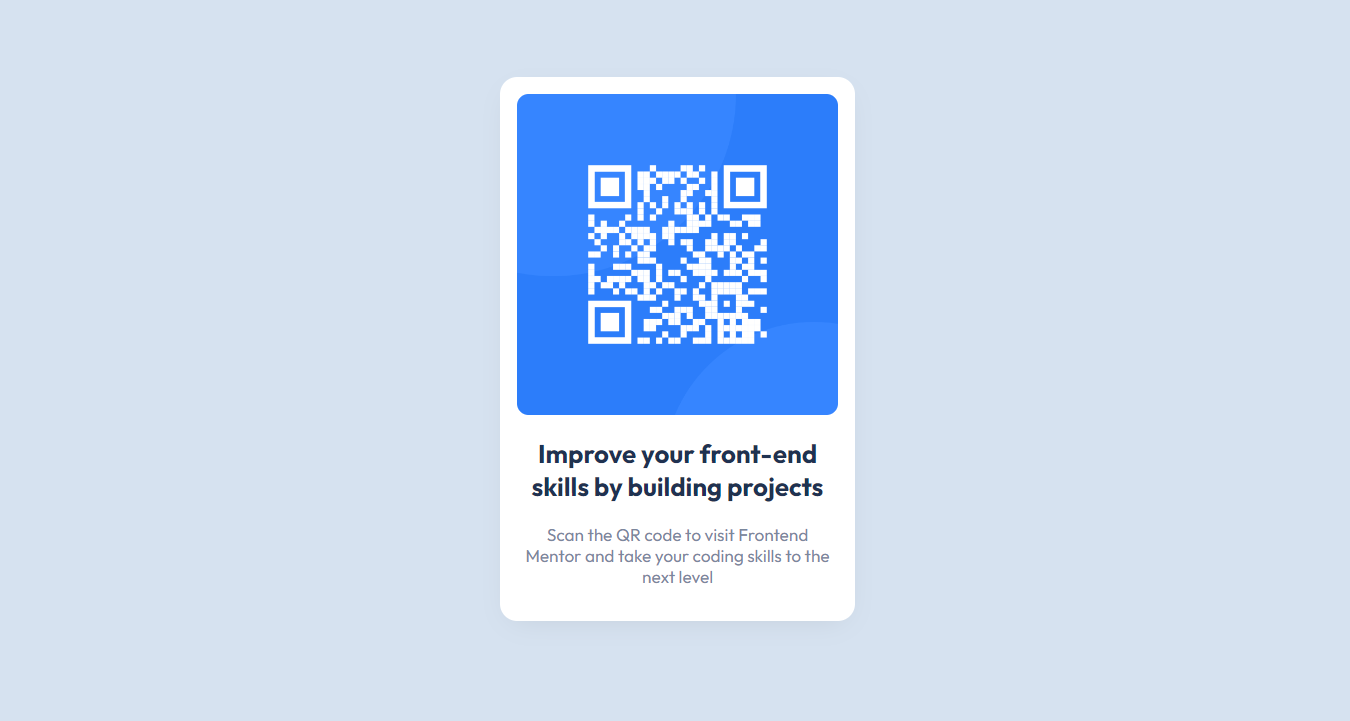 Improve your front-end
skills by building projects
Scan the QR code to visit Frontend
Mentor and take your coding skills to the
next level